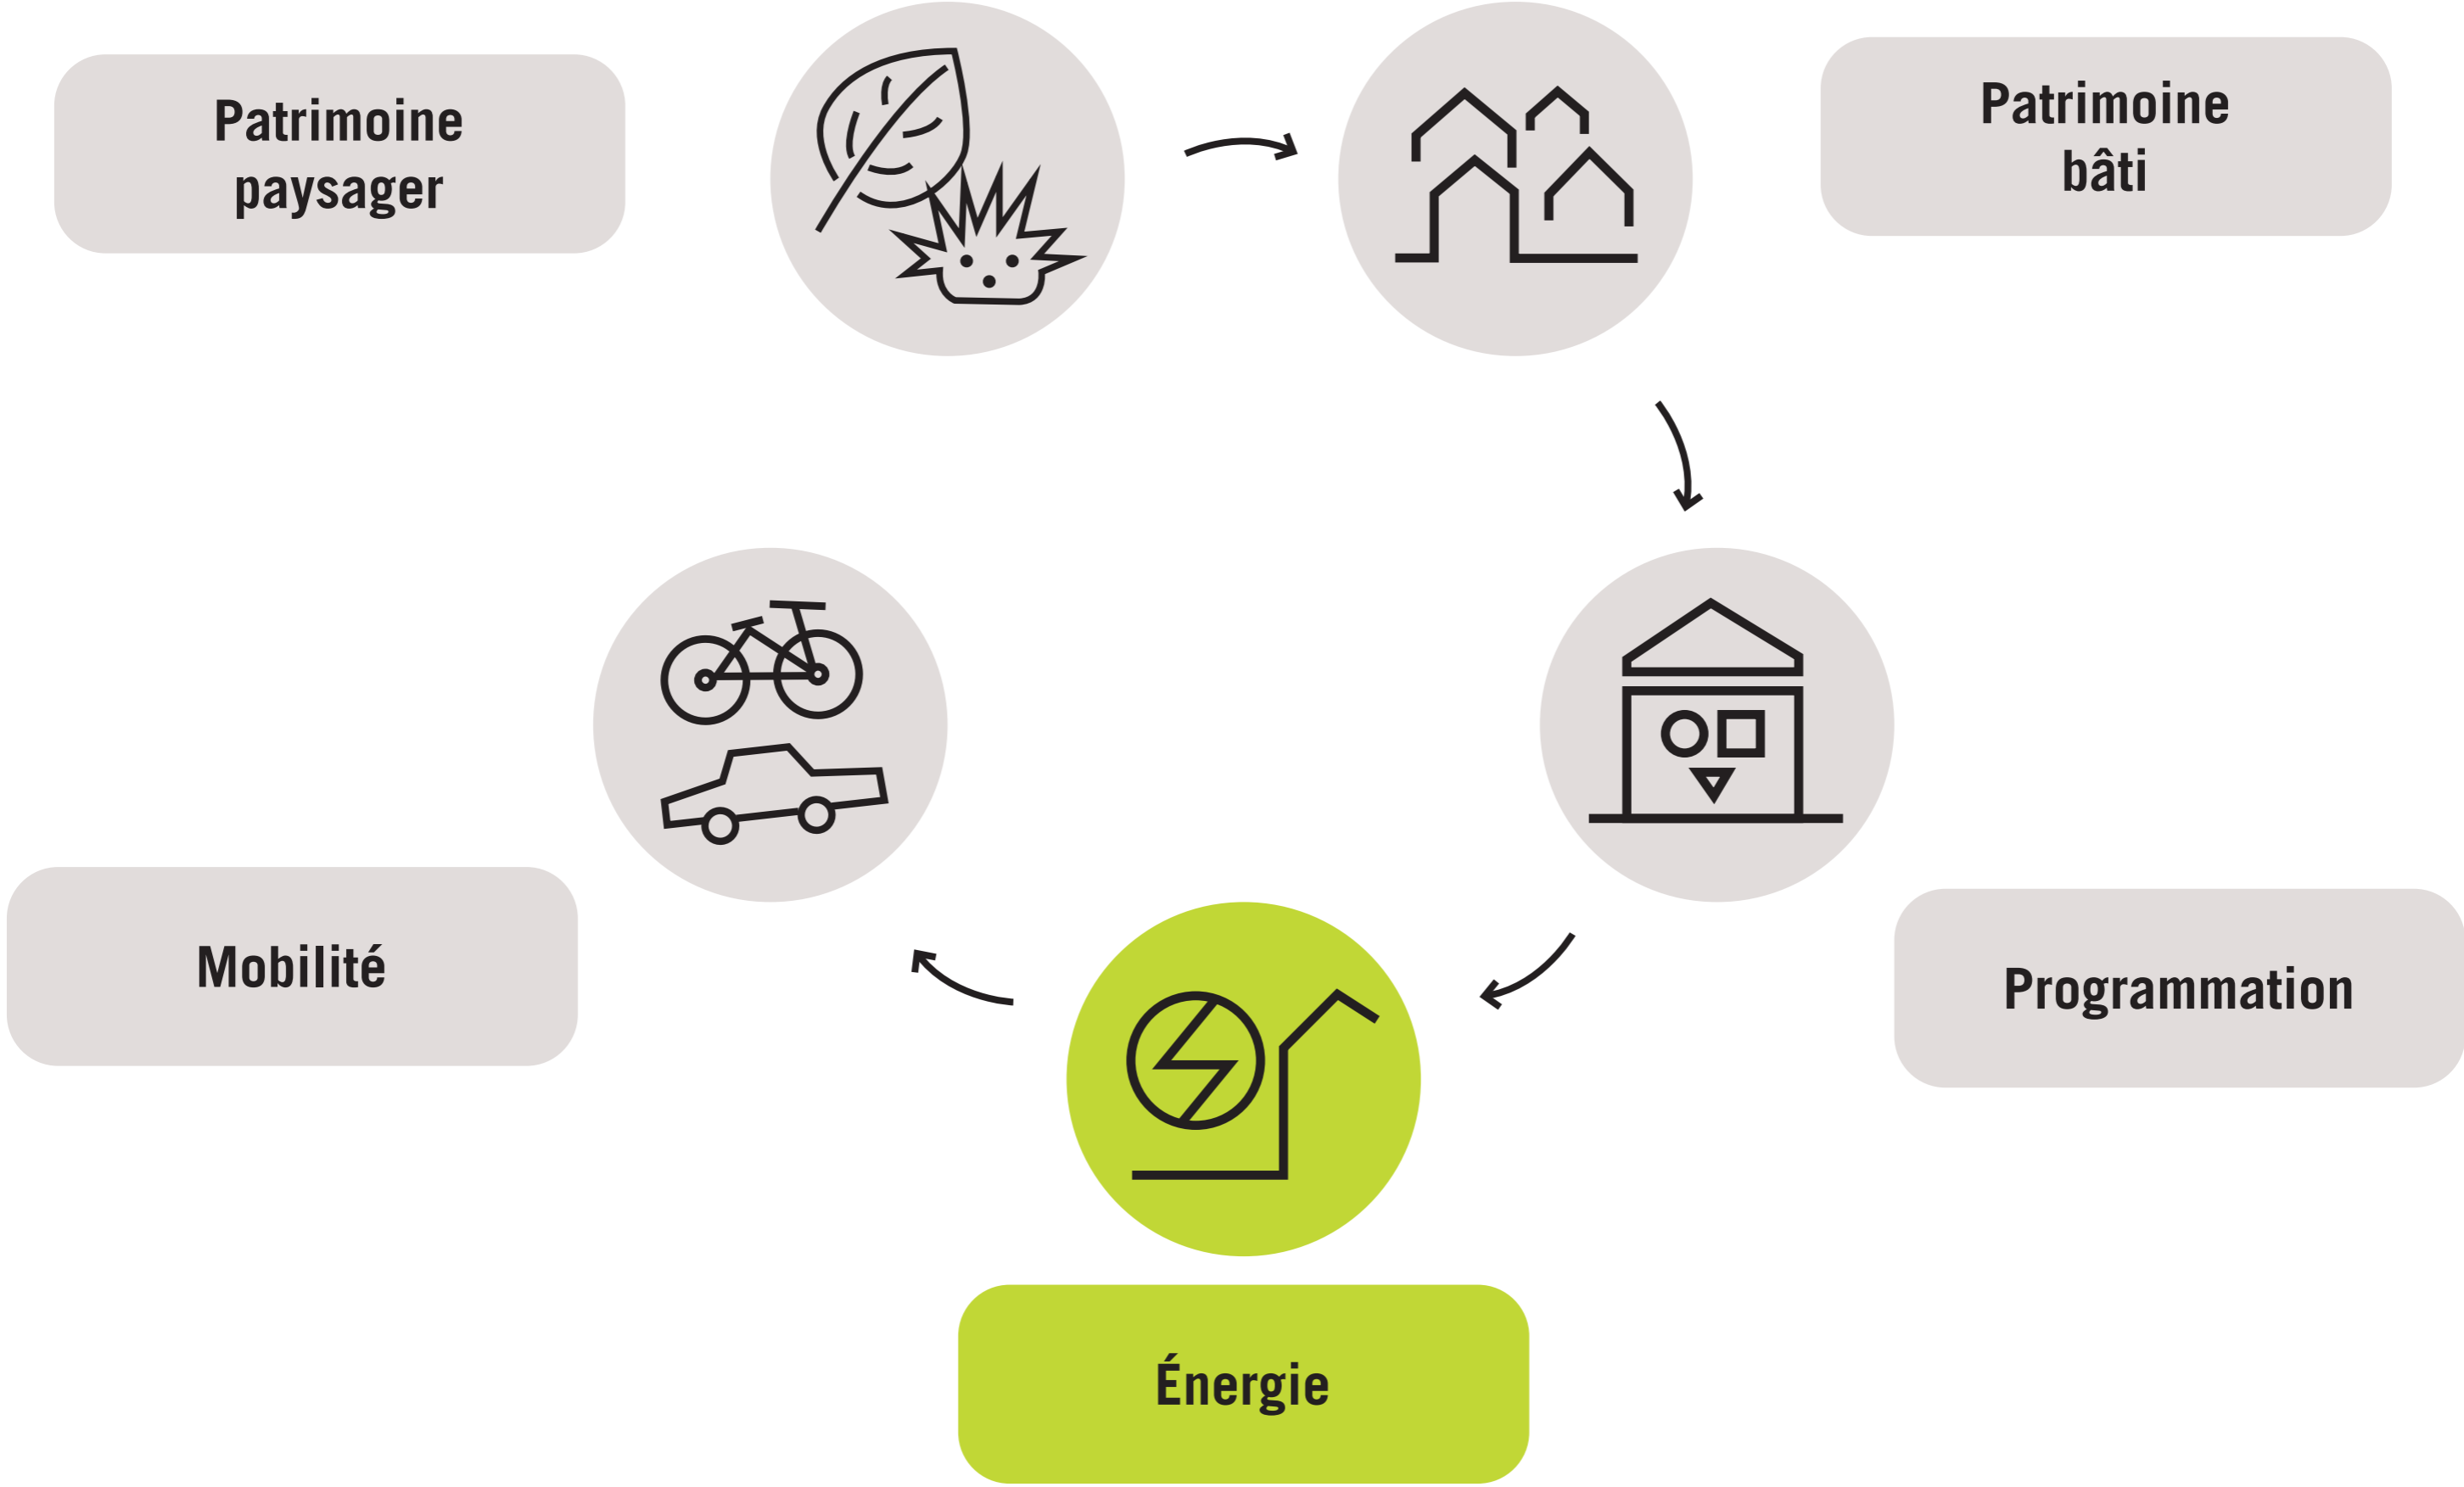 Patrimoine
paysager
Patrimoine
bâti
Mobilité
Programmation
Énergie